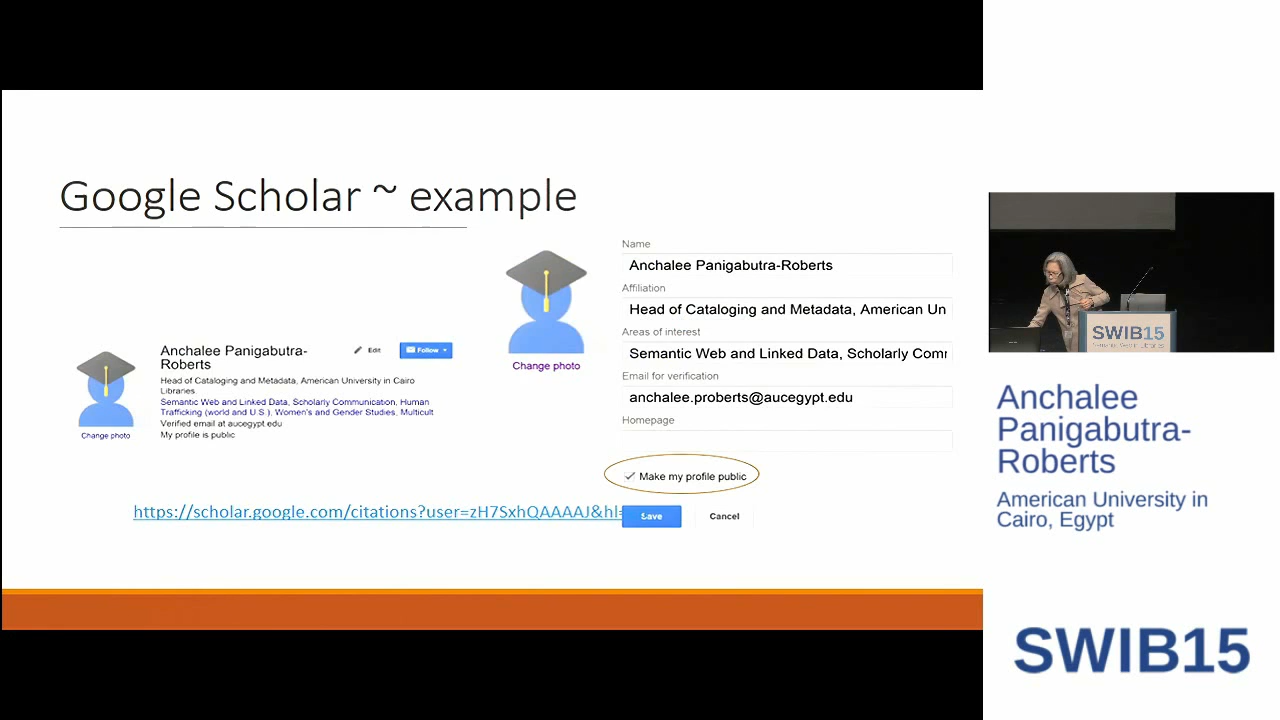 Google Scholar ~ example
Anchalee Panigabutra-
Roberts
Edit
Follow
Head of Cataloging and Metadata, American University in Cairo
Libraries
Semantic Web and Linked Data, Scholarly Communication, Human
Trafficking (world and U.S.), Women's and Gender Studies, Multicult
Verified email at aucegypt.edu
My profile is public
Change photo
Change photo
Name
Anchalee Panigabutra-Roberts
Affiliation
Head of Cataloging and Metadata, American Un
Areas of interest
Semantic Web and Linked Data, Scholarly Comr
Email for verification
anchalee.proberts@aucegypt.edu
Homepage
Make my profile public
Save
Cancel
https://scholar.google.com/citations?user=zH7SxhQAAAAJ&hl=
SWIB15
Semantic Web in Libraries
Anchalee
Panigabutra-
Roberts
American University in
Cairo, Egypt
SWIB15